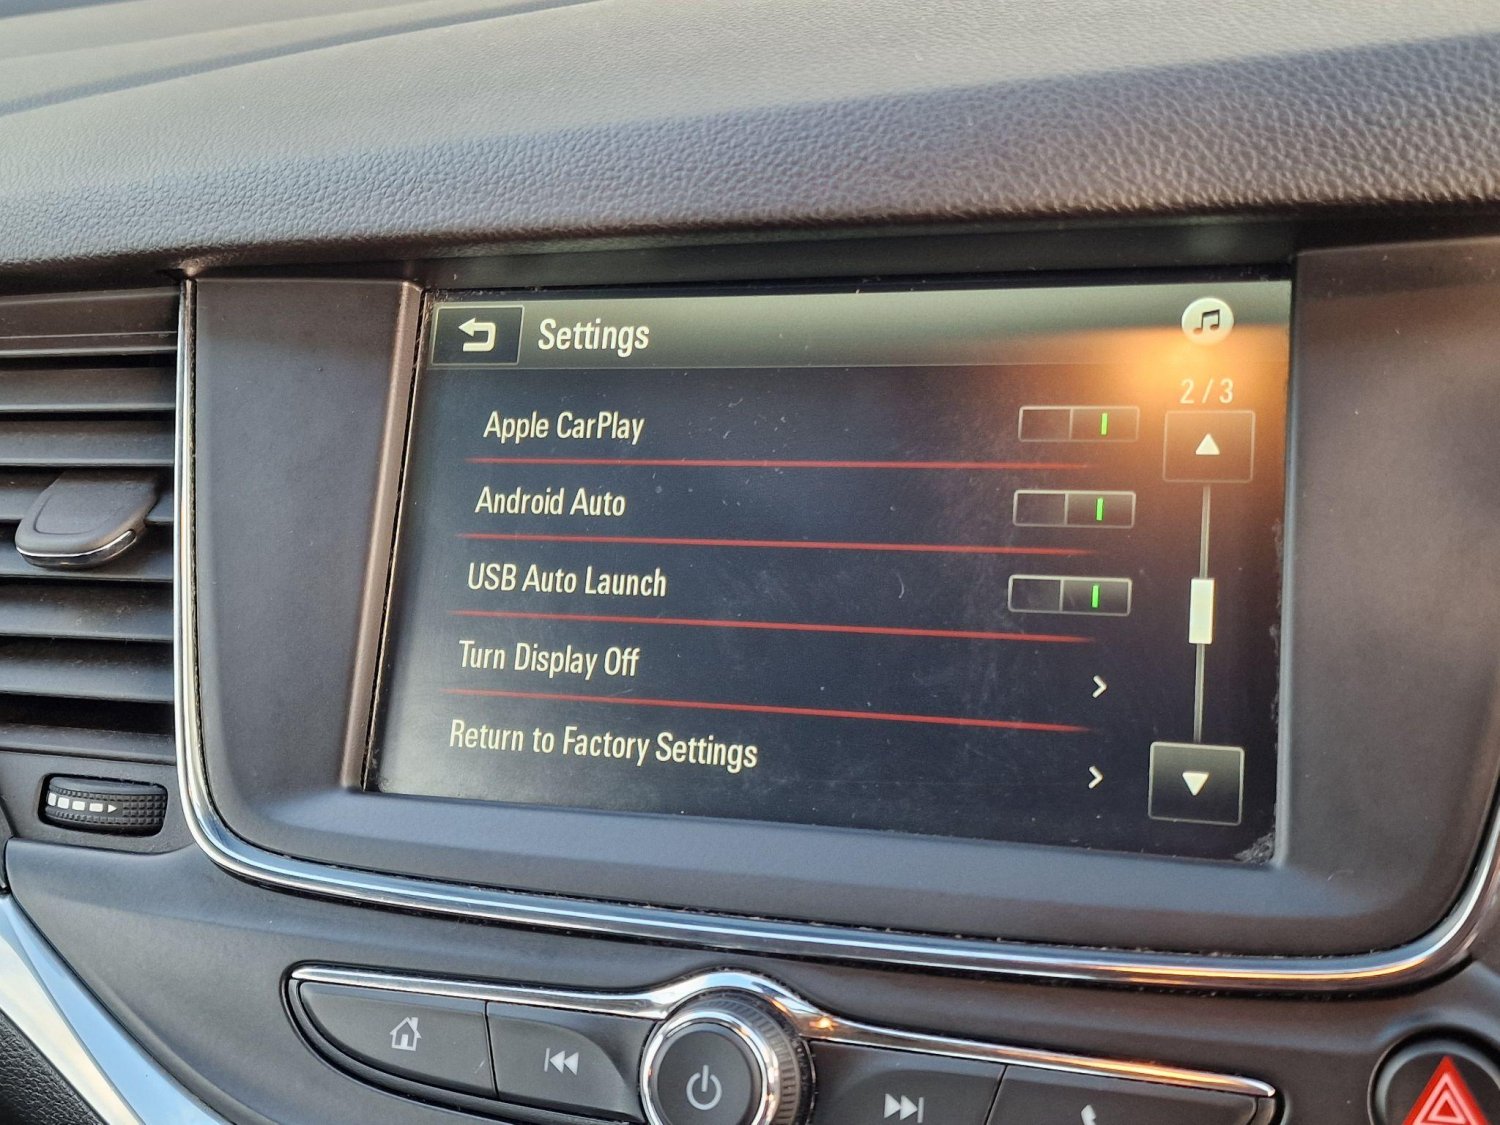 Settings
2 / 3
Apple CarPlay
Android Auto
USB Auto Launch
Turn Display Off
Return to Factory Settings